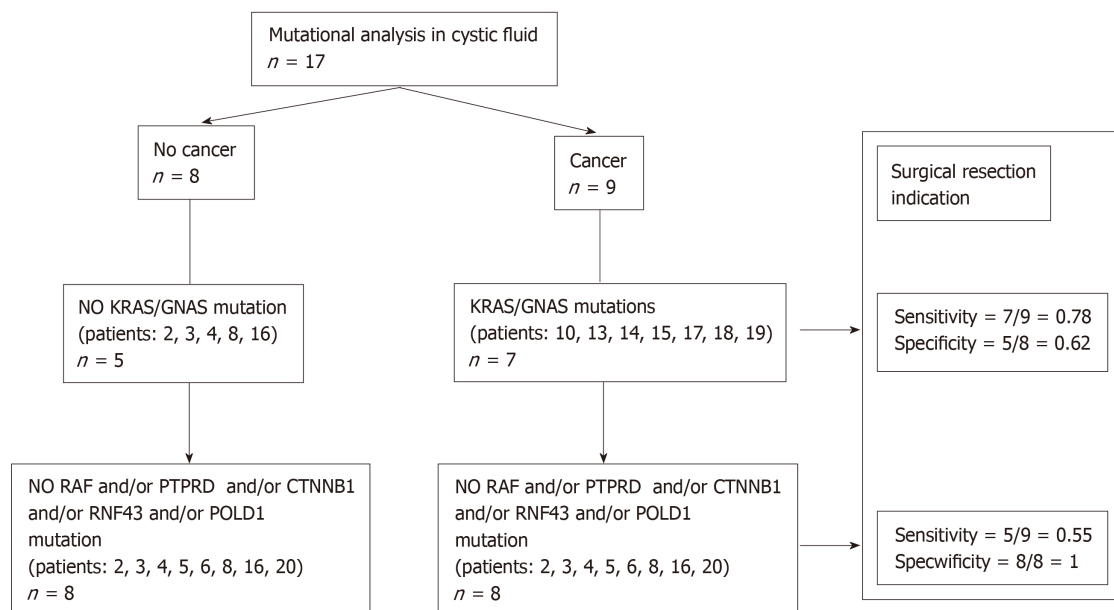 Mutational analysis in cystic fluid
n = 17
No cancer
n = 8
Cancer
n = 9
Surgical resection
indication
NO KRAS/GNAS mutation
(patients: 2, 3, 4, 8, 16)
n = 5
KRAS/GNAS mutations
(patients: 10, 13, 14, 15, 17, 18, 19)
n = 7
Sensitivity = 7/9 = 0.78
Specificity = 5/8 = 0.62
NO RAF and/or PTPRD and/or CTNNB1
and/or RNF43 and/or POLD1
mutation
(patients: 2, 3, 4, 5, 6, 8, 16, 20)
n = 8
NO RAF and/or PTPRD and/or CTNNB1
and/or RNF43 and/or POLD1
mutation
(patients: 2, 3, 4, 5, 6, 8, 16, 20)
n = 8
Sensitivity = 5/9 = 0.55
Specwificity = 8/8 = 1